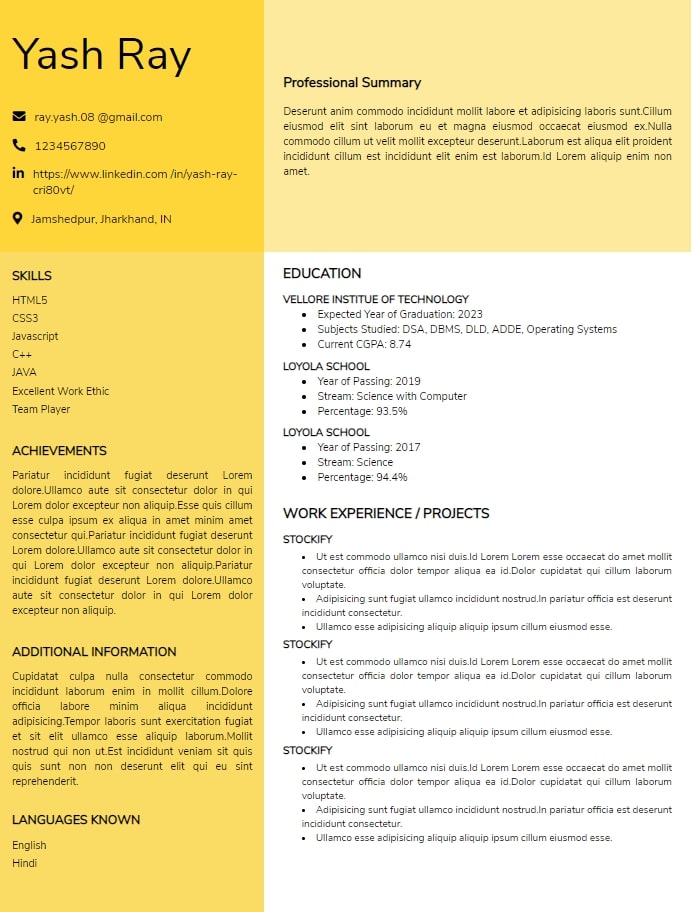 Yash Ray
ray.yash.08 @gmail.com
1234567890
https://www.linkedin.com /in/yash-ray-
cri80vt/
Jamshedpur, Jharkhand, IN
Professional Summary
Deserunt anim commodo incididunt mollit labore et adipisicing laboris sunt.Cillum
eiusmod elit sint laborum eu et magna eiusmod occaecat eiusmod ex.Nulla
commodo cillum ut velit mollit excepteur deserunt.Laborum est aliqua elit proident
incididunt cillum est incididunt elit enim est laborum.Id Lorem aliquip enim non
amet.
SKILLS
HTML5
CSS3
Javascript
C++
JAVA
Excellent Work Ethic
Team Player
ACHIEVEMENTS
Pariatur incididunt fugiat deserunt Lorem
dolore.Ullamco aute sit consectetur dolor in qui
Lorem dolor excepteur non aliquip.Esse quis cillum
esse culpa ipsum ex aliqua in amet minim amet
consectetur qui.Pariatur incididunt fugiat deserunt
Lorem dolore.Ullamco aute sit consectetur dolor in
qui Lorem dolor excepteur non aliquip.Pariatur
incididunt fugiat deserunt Lorem dolore.Ullamco
aute sit consectetur dolor in qui Lorem dolor
excepteur non aliquip.
ADDITIONAL INFORMATION
Cupidatat culpa nulla consectetur commodo
incididunt laborum enim in mollit cillum.Dolore
officia labore minim aliqua incididunt
adipisicing.Tempor laboris sunt exercitation fugiat
et sit elit ullamco esse aliquip laborum.Mollit
nostrud qui non ut.Est incididunt veniam sit quis
quis sunt non non deserunt elit qui eu sint
reprehenderit.
LANGUAGES KNOWN
English
Hindi
EDUCATION
VELLORE INSTITUE OF TECHNOLOGY
• Expected Year of Graduation: 2023
• Subjects Studied: DSA, DBMS, DLD, ADDE, Operating Systems
• Current CGPA: 8.74
LOYOLA SCHOOL
• Year of Passing: 2019
• Stream: Science with Computer
• Percentage: 93.5%
LOYOLA SCHOOL
• Year of Passing: 2017
• Stream: Science
• Percentage: 94.4%
WORK EXPERIENCE / PROJECTS
STOCKIFY
• Ut est commodo ullamco nisi duis.Id Lorem Lorem esse occaecat do amet mollit
consectetur officia dolor tempor aliqua ea id.Dolor cupidatat qui cillum laborum
voluptate.
• Adipisicing sunt fugiat ullamco incididunt nostrud.In pariatur officia est deserunt
incididunt consectetur.
• Ullamco esse adipisicing aliquip aliquip ipsum cillum eiusmod esse.
STOCKIFY
• Ut est commodo ullamco nisi duis.Id Lorem Lorem esse occaecat do amet mollit
consectetur officia dolor tempor aliqua ea id.Dolor cupidatat qui cillum laborum
voluptate.
• Adipisicing sunt fugiat ullamco incididunt nostrud.In pariatur officia est deserunt
incididunt consectetur.
• Ullamco esse adipisicing aliquip aliquip ipsum cillum eiusmod esse.
STOCKIFY
• Ut est commodo ullamco nisi duis.Id Lorem Lorem esse occaecat do amet mollit
consectetur officia dolor tempor aliqua ea id.Dolor cupidatat qui cillum laborum
voluptate.
• Adipisicing sunt fugiat ullamco incididunt nostrud.In pariatur officia est deserunt
incididunt consectetur.
• Ullamco esse adipisicing aliquip aliquip ipsum cillum eiusmod esse.